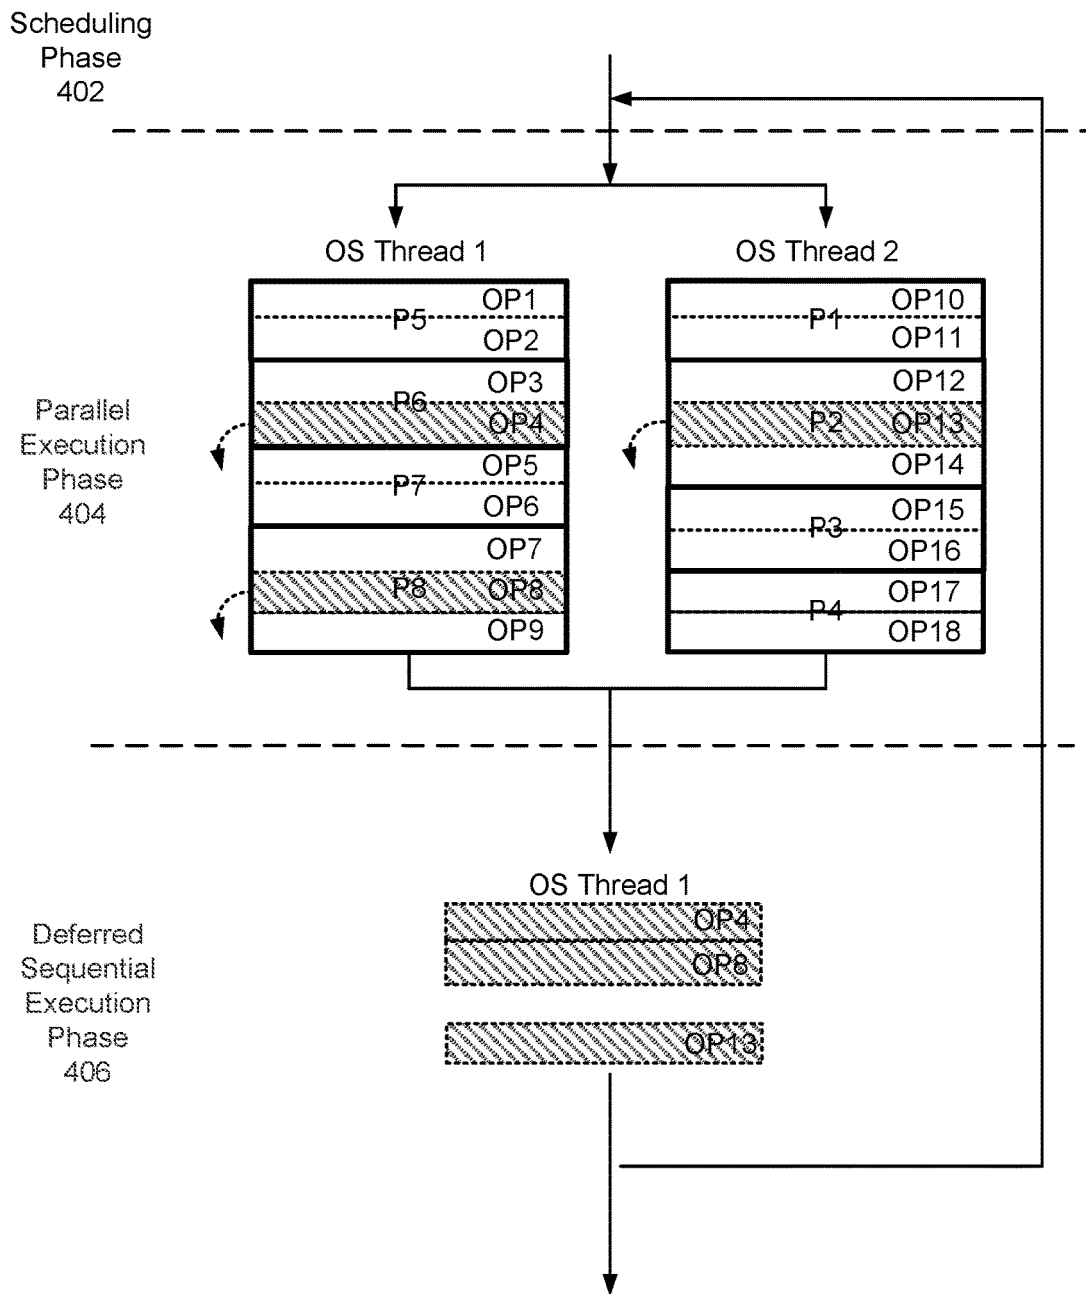 Scheduling
Phase
402
OS Thread 1
OS Thread 2
OP1
P5
OP2
OP3
P6
OP4
OP5
P7
OP6
OP7
P8
OP8
OP9
OP10
P1
OP11
OP12
P2
OP13
OP14
OP15
P3
OP16
OP17
P4
OP18
Parallel
Execution
Phase
404
OS Thread 1
OP4
OP8
OP13
Deferred
Sequential
Execution
Phase
406